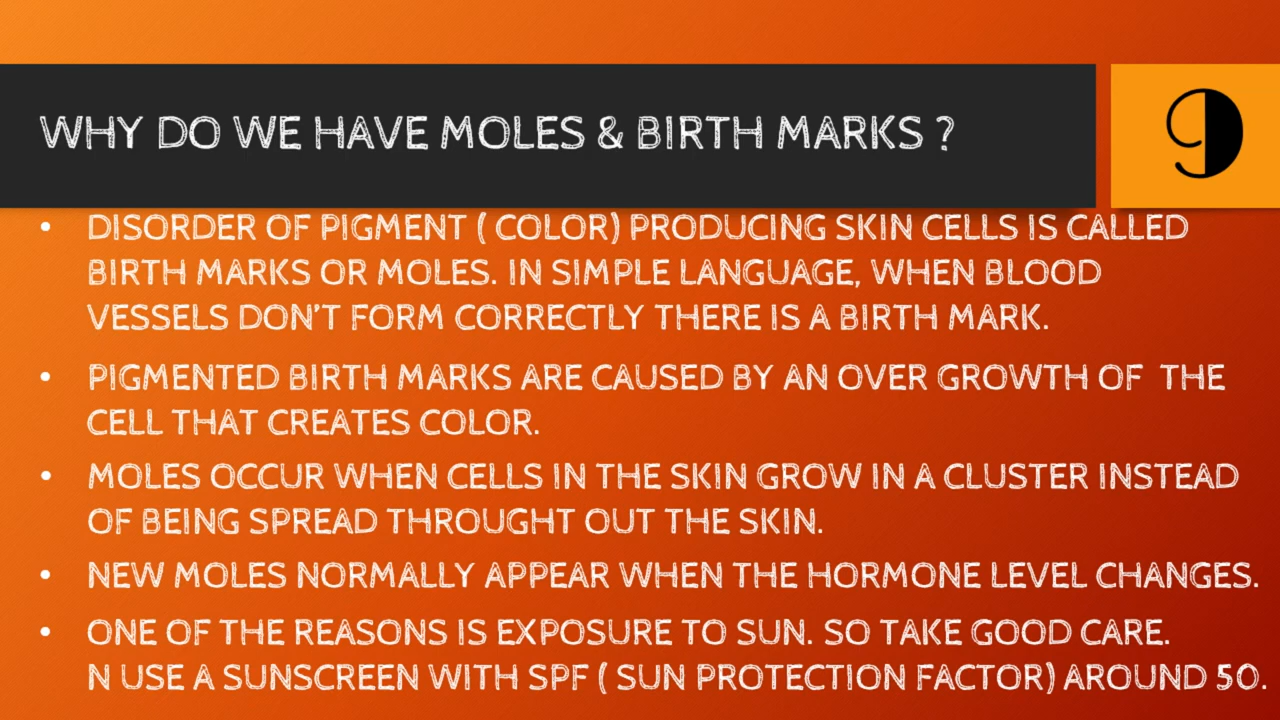 WHY DO WE HAVE MOLES & BIRTH MARKS ?
9
• DISORDER OF PIGMENT ( COLOR) PRODUCING SKIN CELLS IS CALLED
BIRTH MARKS OR MOLES. IN SIMPLE LANGUAGE, WHEN BLOOD
VESSELS DON'T FORM CORRECTLY THERE IS A BIRTH MARK.
• PIGMENTED BIRTH MARKS ARE CAUSED BY AN OVER GROWTH OF THE
CELL THAT CREATES COLOR.
• MOLES OCCUR WHEN CELLS IN THE SKIN GROW IN A CLUSTER INSTEAD
OF BEING SPREAD THROUGHT OUT THE SKIN.
• NEW MOLES NORMALLY APPEAR WHEN THE HORMONE LEVEL CHANGES.
• ONE OF THE REASONS IS EXPOSURE TO SUN. SO TAKE GOOD CARE.
N USE A SUNSCREEN WITH SPF ( SUN PROTECTION FACTOR) AROUND 50.